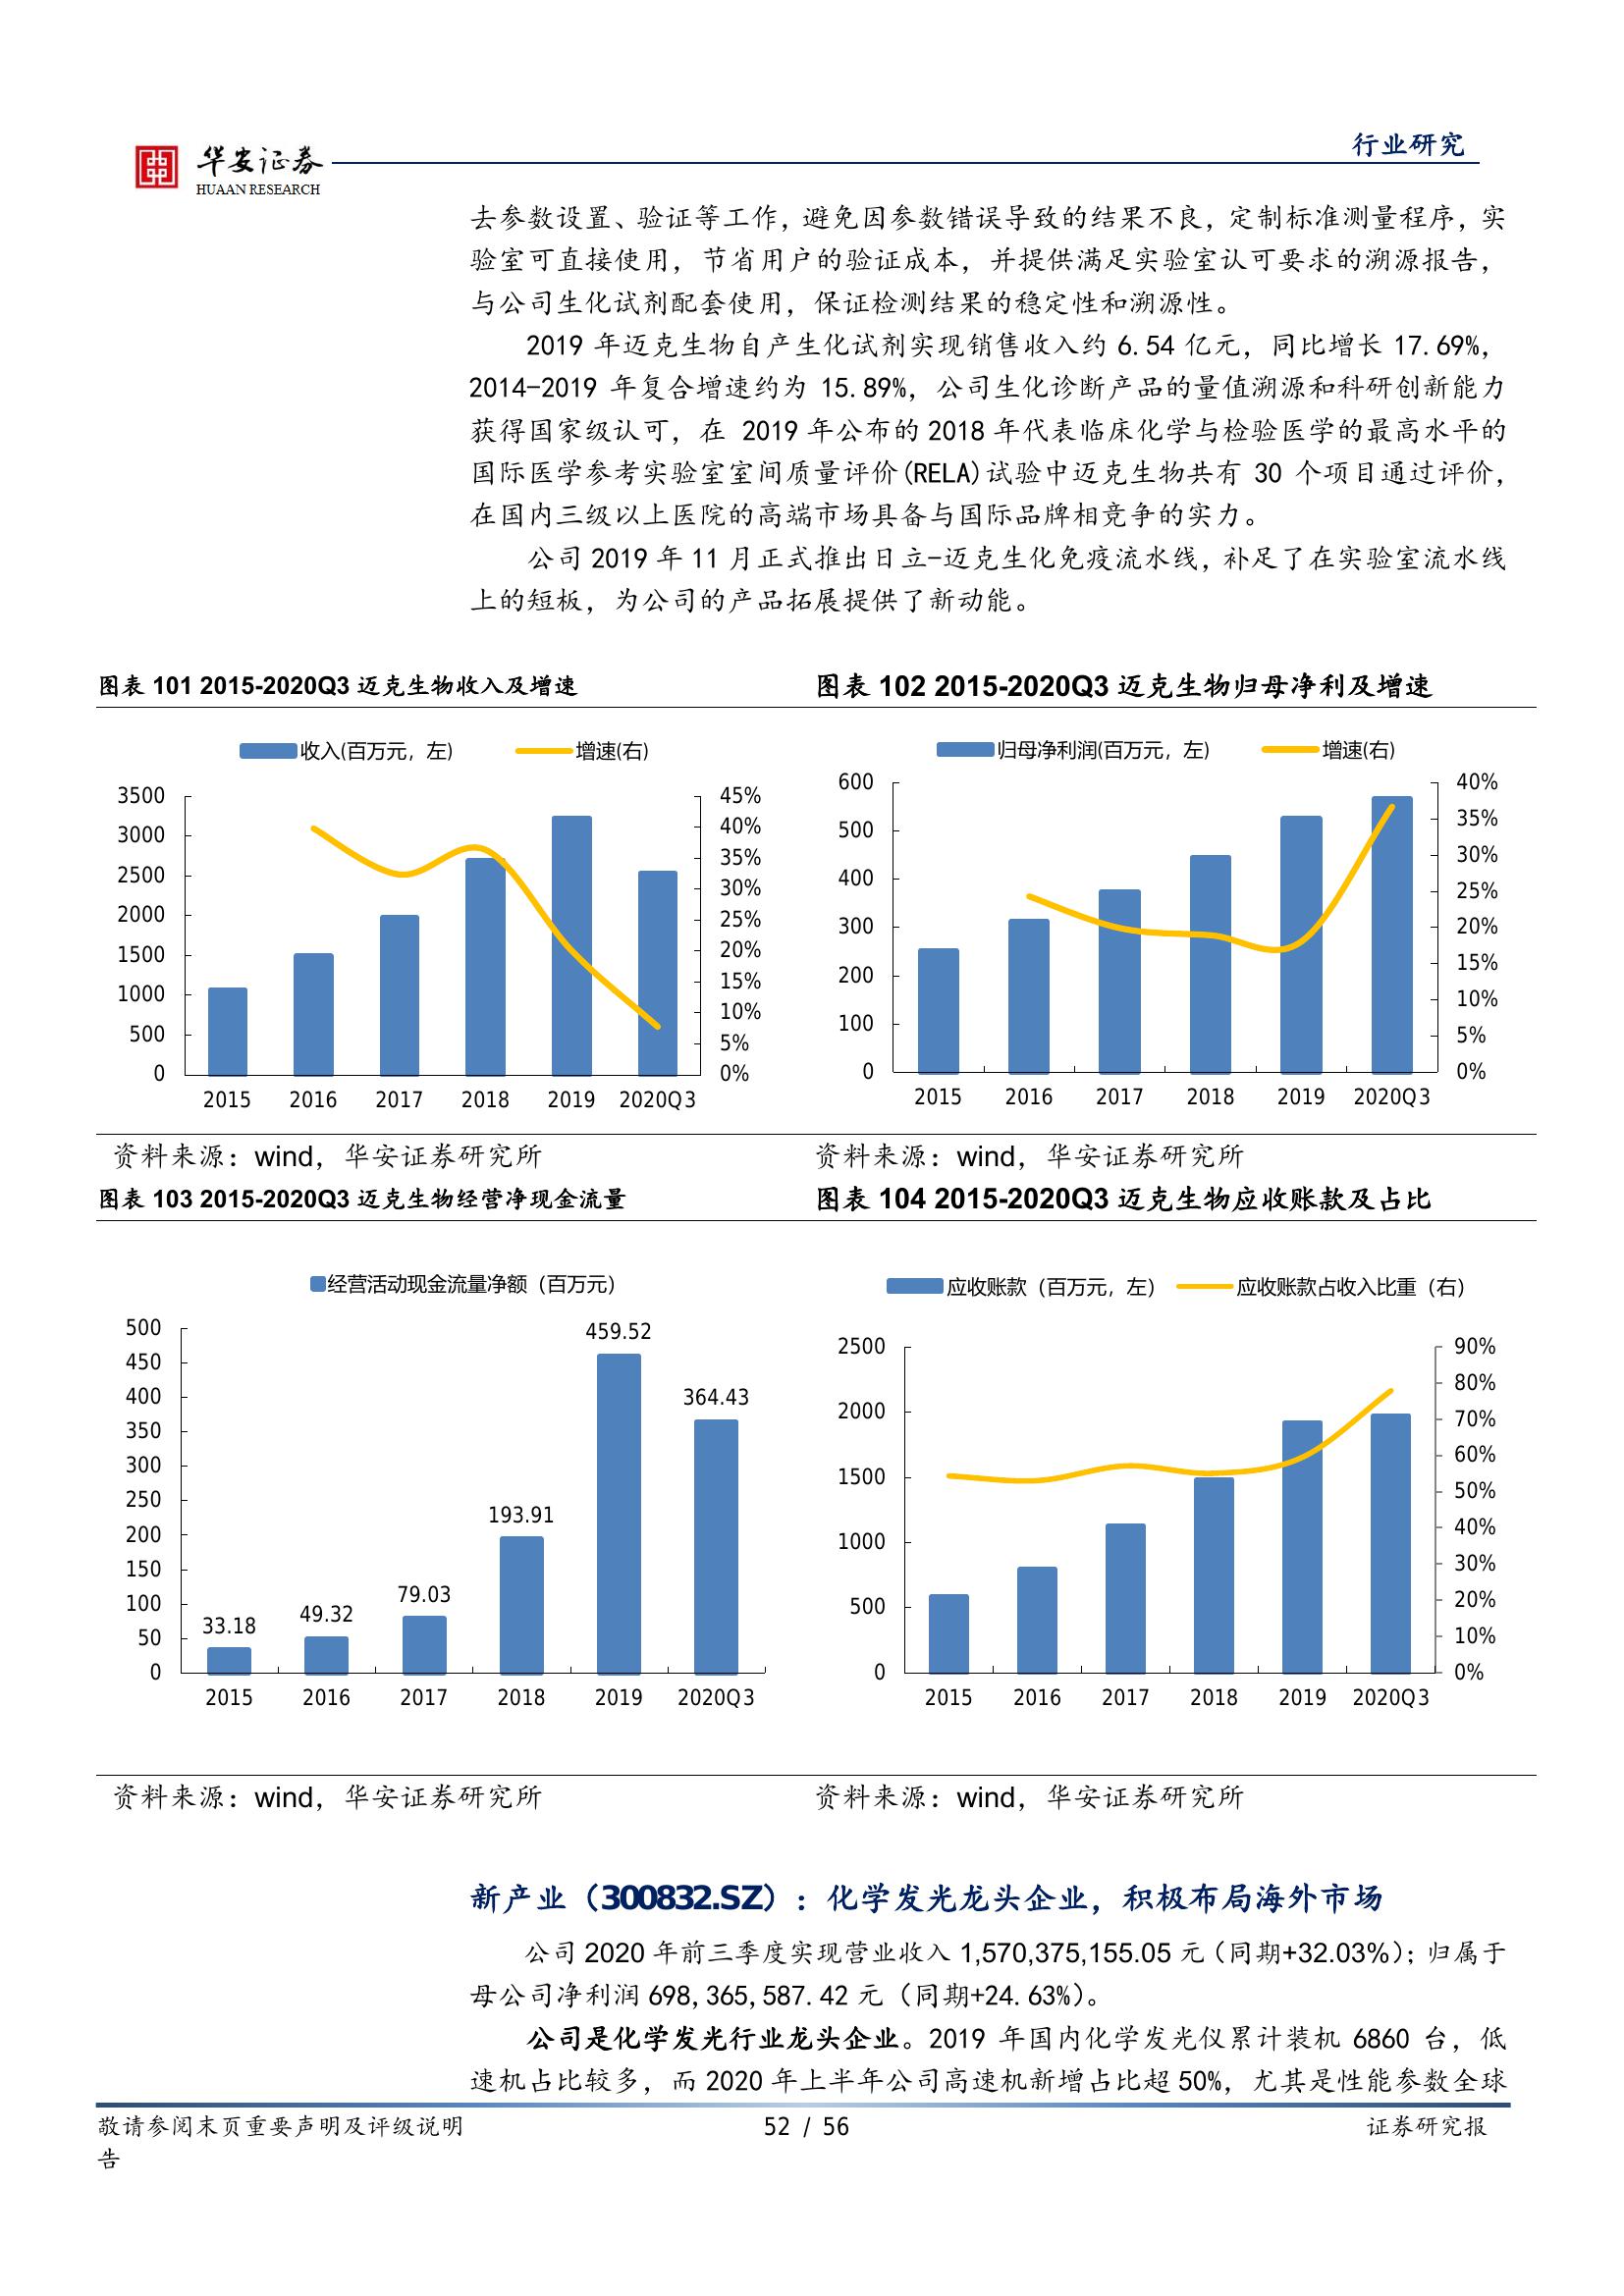 华安证券
HUAAN RESEARCH
行业研究
去参数设置、验证等工作，避免因参数错误导致的结果不良，定制标准测量程序，实
验室可直接使用，节省用户的验证成本，并提供满足实验室认可要求的溯源报告，
与公司生化试剂配套使用，保证检测结果的稳定性和溯源性。
2019 年迈克生物自产生化试剂实现销售收入约 6.54 亿元，同比增长 17.69%，
2014-2019 年复合增速约为 15.89%，公司生化诊断产品的量值溯源和科研创新能力
获得国家级认可，在 2019 年公布的 2018 年代表临床化学与检验医学的最高水平的
国际医学参考实验室室间质量评价(RELA)试验中迈克生物共有 30 个项目通过评价，
在国内三级以上医院的高端市场具备与国际品牌相竞争的实力。
公司 2019 年 11 月正式推出日立-迈克生化免疫流水线，补足了在实验室流水线
上的短板，为公司的产品拓展提供了新动能。
图表 101 2015-2020Q3 迈克生物收入及增速
收入(百万元，左) 增速(右)
3500
3000
2500
2000
1500
1000
500
0
45%
40%
35%
30%
25%
20%
15%
10%
5%
0%
2015 2016 2017 2018 2019 2020Q3
资料来源：wind，华安证券研究所
图表 102 2015-2020Q3 迈克生物归母净利及增速
归母净利润(百万元，左) 增速(右)
600
500
400
300
200
100
0
40%
35%
30%
25%
20%
15%
10%
5%
0%
2015 2016 2017 2018 2019 2020Q3
资料来源：wind，华安证券研究所
图表 103 2015-2020Q3 迈克生物经营净现金流量
经营活动现金流量净额（百万元）
500
450
400
350
300
250
200
150
100
50
0
33.18
49.32
79.03
193.91
459.52
364.43
2015 2016 2017 2018 2019 2020Q3
资料来源：wind，华安证券研究所
图表 104 2015-2020Q3 迈克生物应收账款及占比
应收账款（百万元，左） 应收账款占收入比重（右）
2500
2000
1500
1000
500
0
90%
80%
70%
60%
50%
40%
30%
20%
10%
0%
2015 2016 2017 2018 2019 2020Q3
资料来源：wind，华安证券研究所
新产业（300832.SZ）：化学发光龙头企业，积极布局海外市场
公司 2020 年前三季度实现营业收入 1,570,375,155.05 元（同期+32.03%）；归属于
母公司净利润 698,365,587.42 元（同期+24.63%）。
公司是化学发光行业龙头企业。2019 年国内化学发光仪累计装机 6860 台，低
速机占比较多，而 2020 年上半年公司高速机新增占比超 50%，尤其是性能参数全球
敬请参阅末页重要声明及评级说明 52 / 56 证券研究报
告